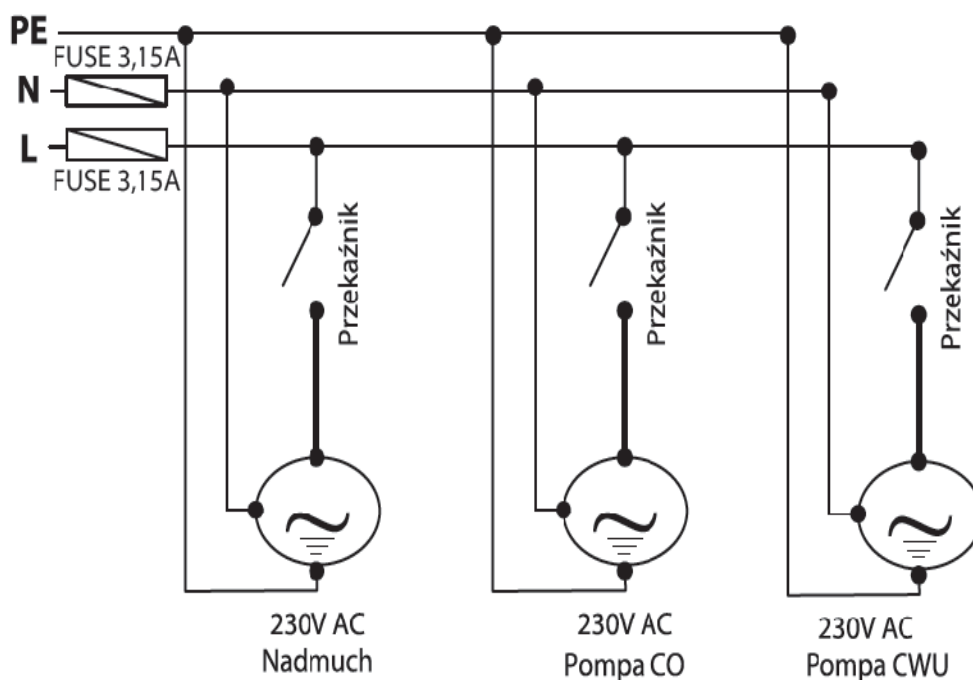 PE
FUSE 3,15A
N
L
FUSE 3,15A
Przekaźnik
Przekaźnik
Przekaźnik
230V AC
Nadmuch
230V AC
Pompa CO
230V AC
Pompa CWU